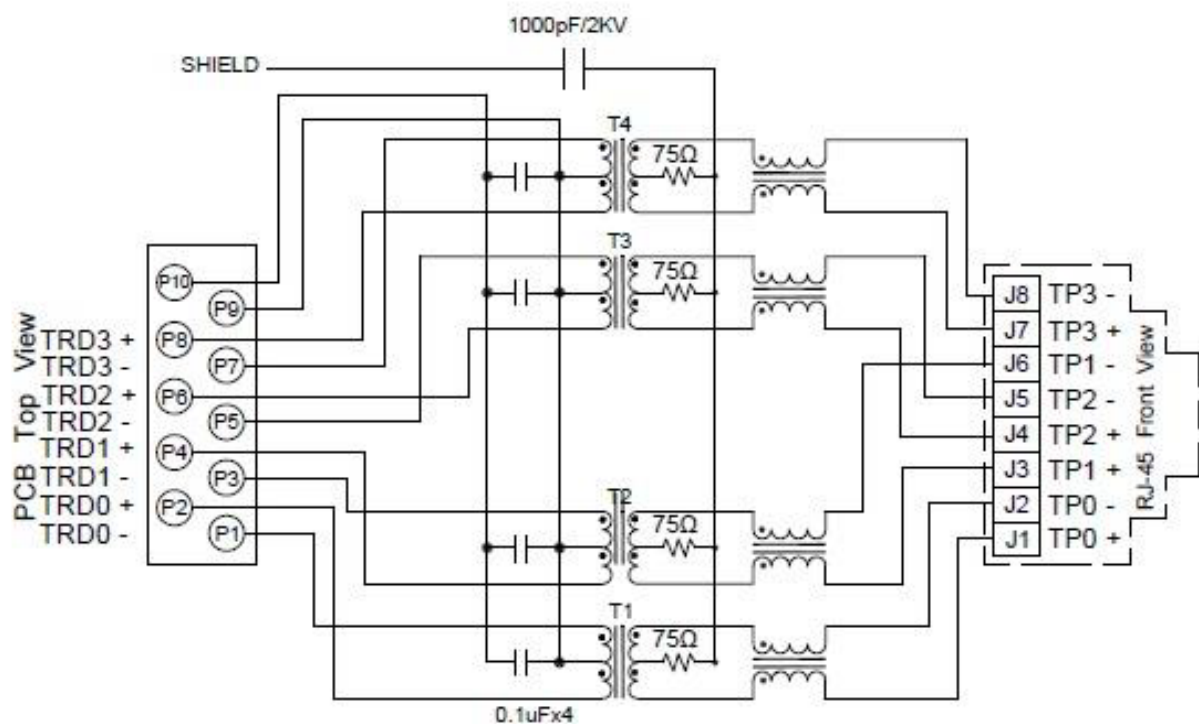 1000pF/2KV
SHIELD
T4
75Ω
T3
75Ω
T2
75Ω
T1
75Ω
0.1uFx4
PCB Top View
P10
P9
TRD3 + P8
TRD3 - P7
TRD2 + P6
TRD2 - P5
TRD1 + P4
TRD1 - P3
TRD0 + P2
TRD0 - P1
J8 TP3 -
J7 TP3 +
J6 TP1 -
J5 TP2 -
J4 TP2 +
J3 TP1 +
J2 TP0 -
J1 TP0 +
RJ-45 Front View